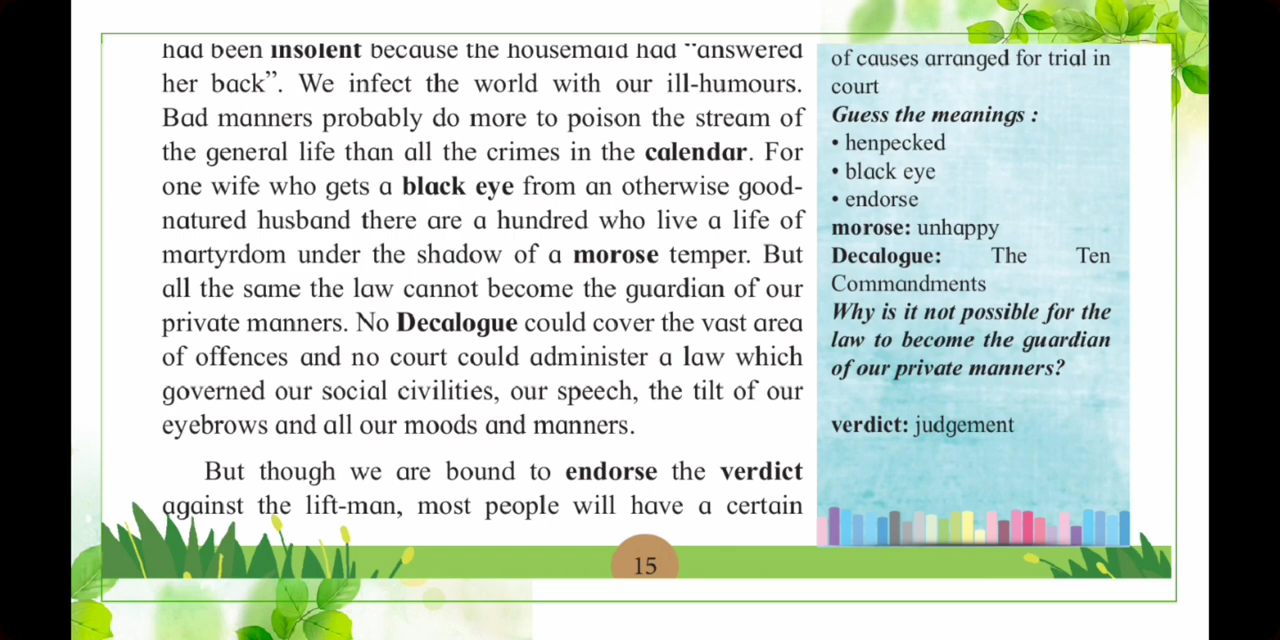 had been insolent because the housemaid had “answered
her back”. We infect the world with our ill-humours.
Bad manners probably do more to poison the stream of
the general life than all the crimes in the calendar. For
one wife who gets a black eye from an otherwise good-
natured husband there are a hundred who live a life of
martyrdom under the shadow of a morose temper. But
all the same the law cannot become the guardian of our
private manners. No Decalogue could cover the vast area
of offences and no court could administer a law which
governed our social civilities, our speech, the tilt of our
eyebrows and all our moods and manners.
But though we are bound to endorse the verdict
against the lift-man, most people will have a certain
of causes arranged for trial in
court
Guess the meanings :
• henpecked
• black eye
• endorse
morose: unhappy
Decalogue: The Ten
Commandments
Why is it not possible for the
law to become the guardian
of our private manners?
verdict: judgement
15